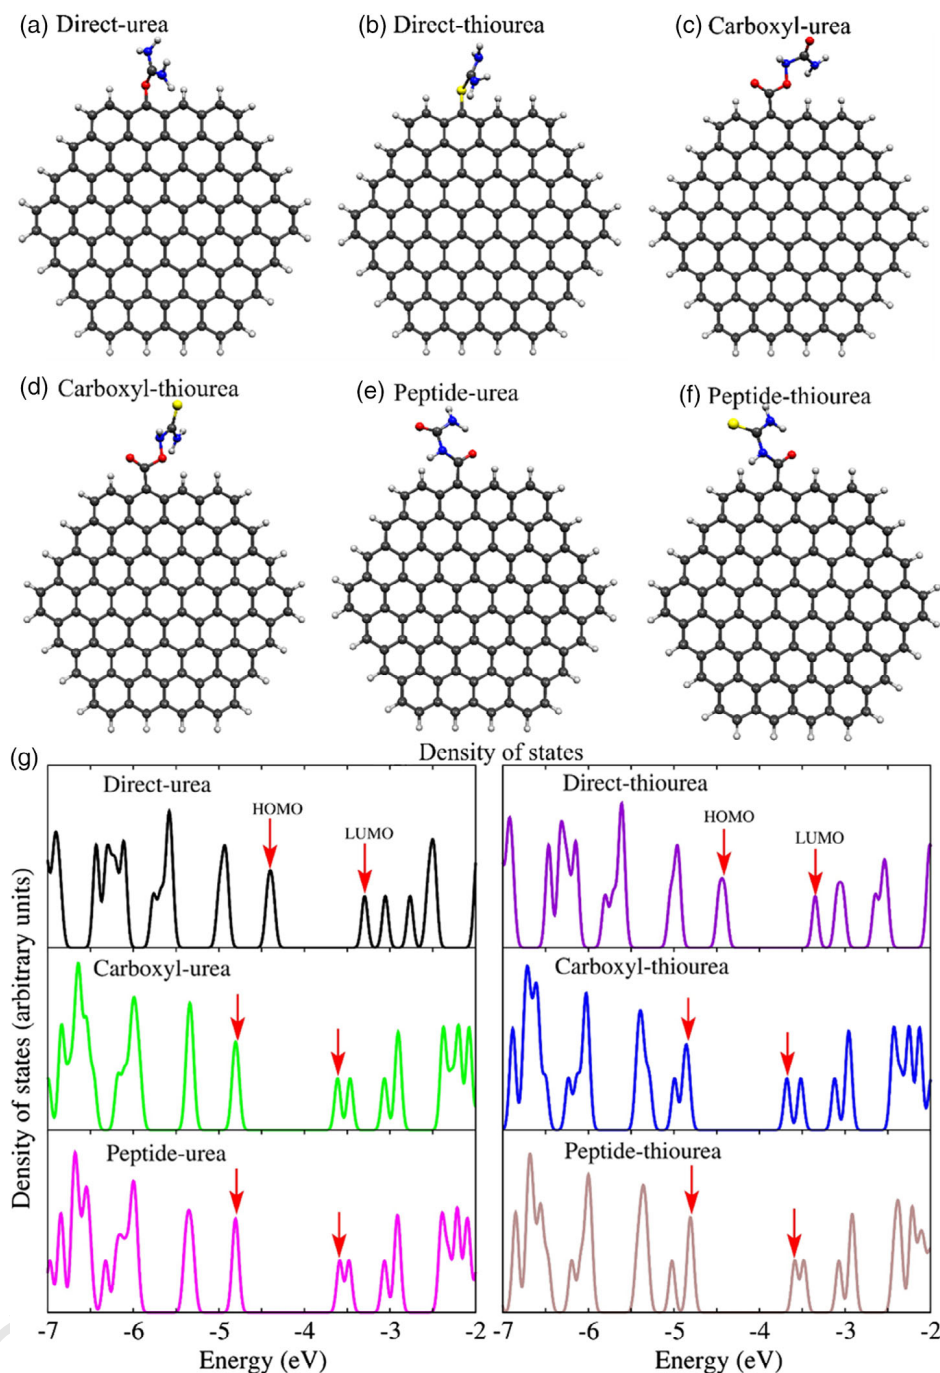 (a) Direct-urea
(b) Direct-thiourea
(c) Carboxyl-urea
(d) Carboxyl-thiourea
(e) Peptide-urea
(f) Peptide-thiourea
(g) Density of states
Density of states (arbitrary units)
Direct-urea
HOMO
LUMO
Direct-thiourea
HOMO
LUMO
Carboxyl-urea
Carboxyl-thiourea
Peptide-urea
Peptide-thiourea
-7 -6 -5 -4 -3 -2
-7 -6 -5 -4 -3 -2
Energy (eV)
Energy (eV)